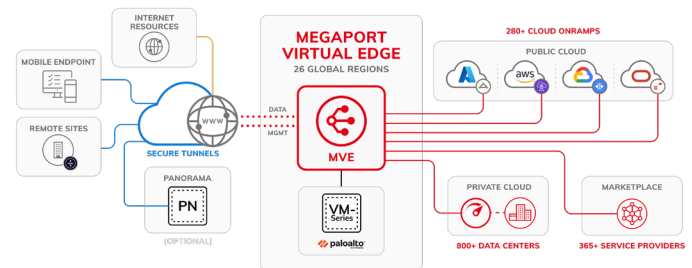 INTERNET
RESOURCES
MOBILE ENDPOINT
REMOTE SITES
WWW
SECURE TUNNELS
PANORAMA
PN
(OPTIONAL)
DATA
MGMT
MEGAPORT
VIRTUAL EDGE
26 GLOBAL REGIONS
MVE
VM-
Series
paloalto
280+ CLOUD ONRAMPS
PUBLIC CLOUD
aws
PRIVATE CLOUD
800+ DATA CENTERS
MARKETPLACE
365+ SERVICE PROVIDERS